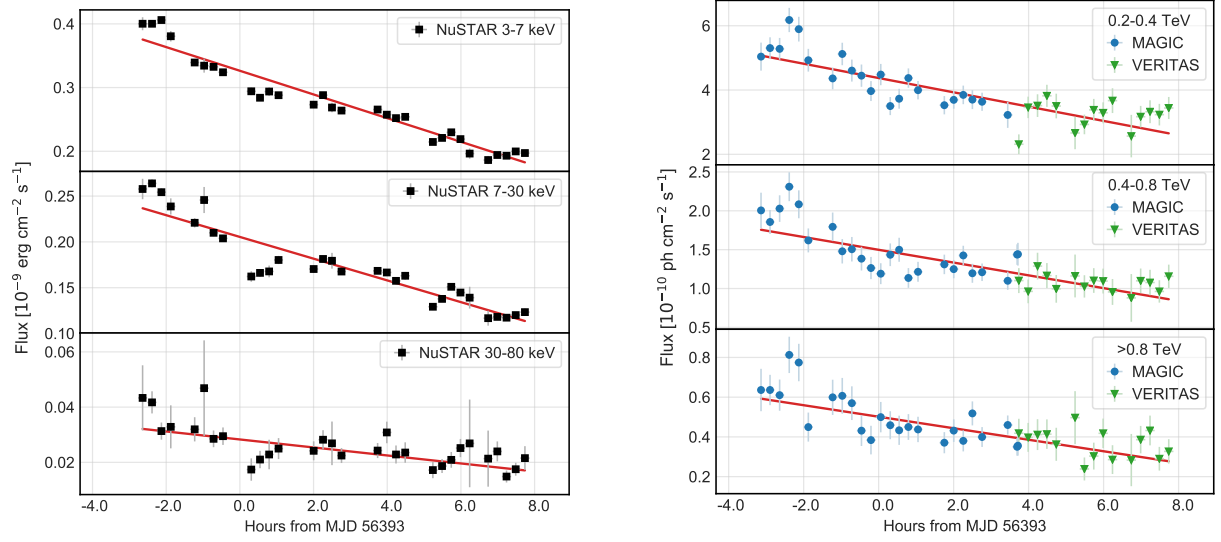 0.4
NuSTAR 3-7 keV
0.3
0.2
0.25
NuSTAR 7-30 keV
0.20
0.15
0.10
0.06
NuSTAR 30-80 keV
0.04
0.02
Flux [10⁻⁹ erg cm⁻² s⁻¹]
-4.0 -2.0 0.0 2.0 4.0 6.0 8.0
Hours from MJD 56393
6
0.2-0.4 TeV
MAGIC
VERITAS
4
2
2.5
0.4-0.8 TeV
MAGIC
VERITAS
2.0
1.5
1.0
0.5
>0.8 TeV
MAGIC
VERITAS
0.8
0.6
0.4
0.2
Flux [10⁻¹⁰ ph cm⁻² s⁻¹]
-4.0 -2.0 0.0 2.0 4.0 6.0 8.0
Hours from MJD 56393